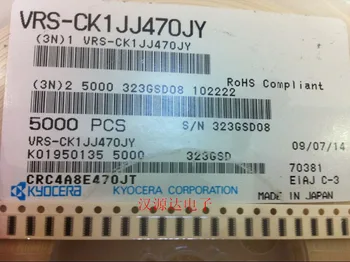 VRS-CK1JJ470JY
(3N)1 VRS-CK1JJ470JY
(3N)2 5000 323GSD08 102222
RoHS Compliant
5000 PCS S/N 323GSD08
VRS-CK1JJ470JY 09/07/14
K01950135 5000 323GSD 70381
CRC4A8E470JT EIAJ C-3
KYOCERA KYOCERA CORPORATION MADE IN JAPAN
汉源达电子